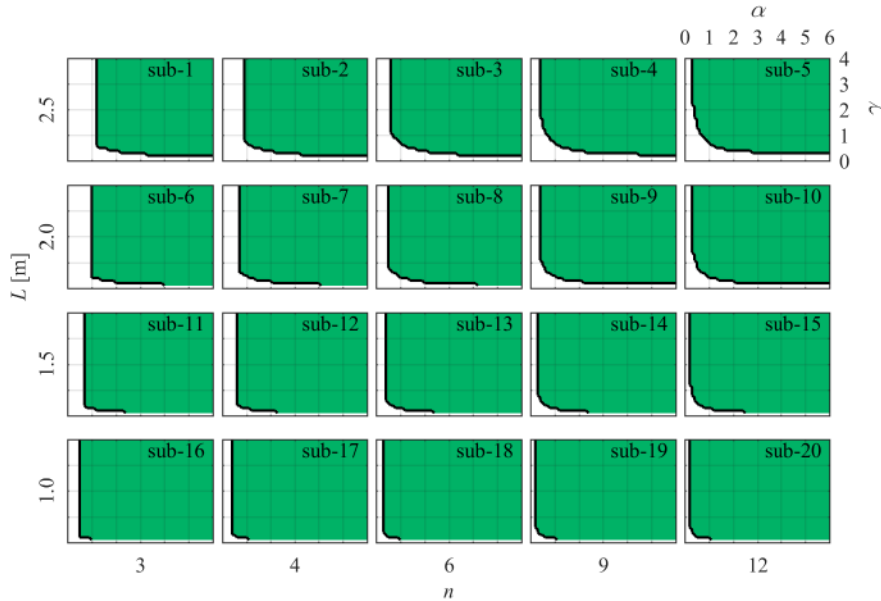 α
0 1 2 3 4 5 6
sub-1 sub-2 sub-3 sub-4 sub-5
4
3
2
1
0
γ
2.5
sub-6 sub-7 sub-8 sub-9 sub-10
2.0
L [m]
sub-11 sub-12 sub-13 sub-14 sub-15
1.5
sub-16 sub-17 sub-18 sub-19 sub-20
1.0
3 4 6 9 12
n